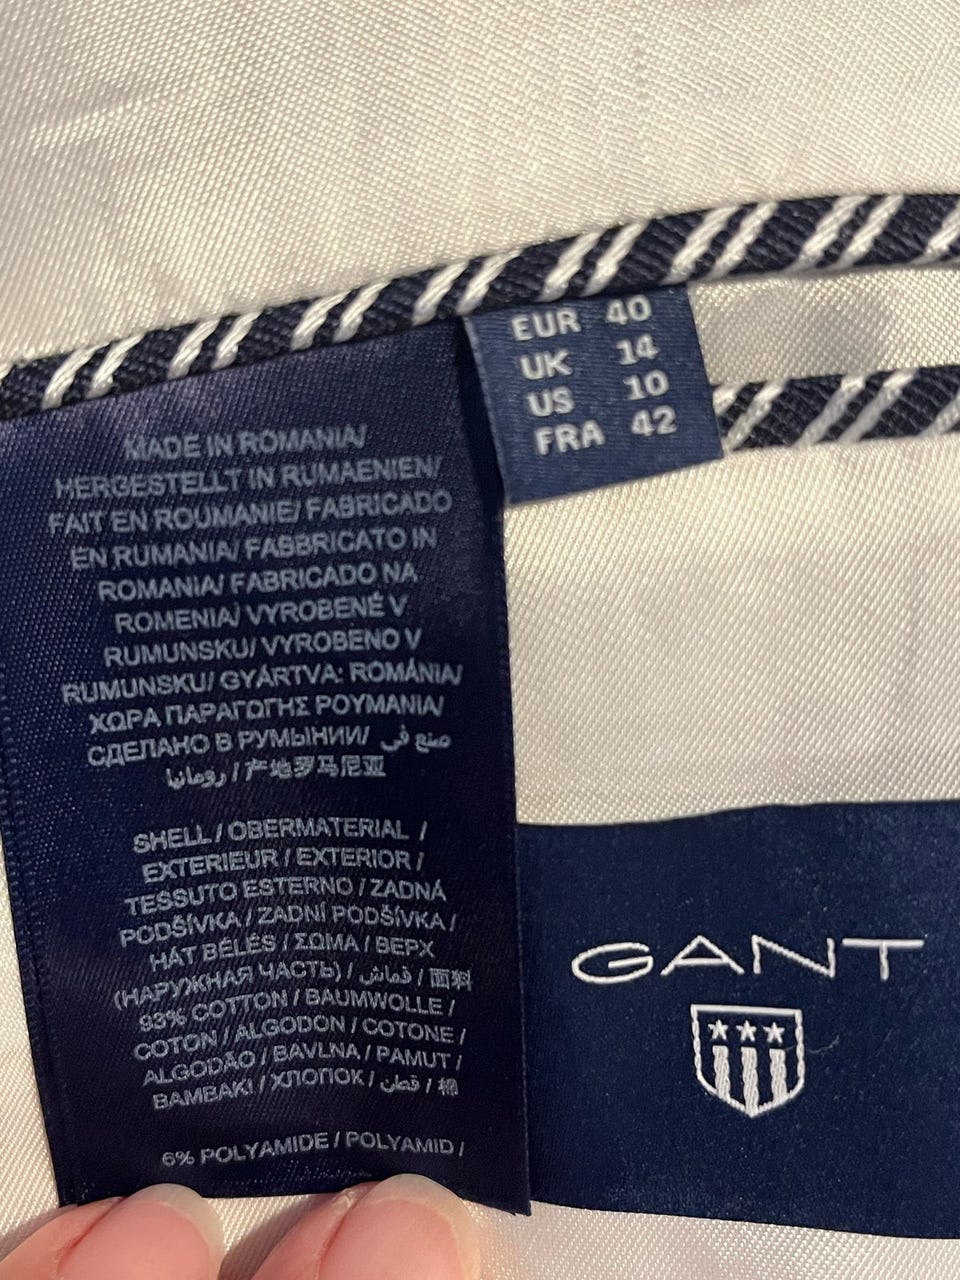 EUR 40
UK 14
US 10
FRA 42
MADE IN ROMANIA/
HERGESTELLT IN RUMAENIEN/
FAIT EN ROUMANIE/ FABRICADO
EN RUMANIA/ FABBRICATO IN
ROMANIA/ FABRICADO NA
ROMENIA/ VYROBENÉ V
RUMUNSKU/ VYROBENO V
RUMUNSKU/ GYÁRTVA: ROMÁNIA/
ΧΩΡΑ ΠΑΡΑΓΩΓΗΣ ΡΟΥΜΑΝΙΑ/
СДЕЛАНО В РУМЫНИИ/ صنع في
رومانيا / 产地罗马尼亚
SHELL / OBERMATERIAL /
EXTERIEUR / EXTERIOR /
TESSUTO ESTERNO / ZADNÁ
PODŠÍVKA / ZADNÍ PODŠÍVKA /
HÁT BÉLÉS / ΣΩΜΑ / ВЕРХ
(НАРУЖНАЯ ЧАСТЬ) / قماش / 面料
93% COTTON / BAUMWOLLE /
COTON / ALGODON / COTONE /
ALGODÃO / BAVLNA / PAMUT /
ΒΑΜΒΑΚΙ / ХЛОПОК / قطن / 棉
6% POLYAMIDE / POLYAMID /
GANT